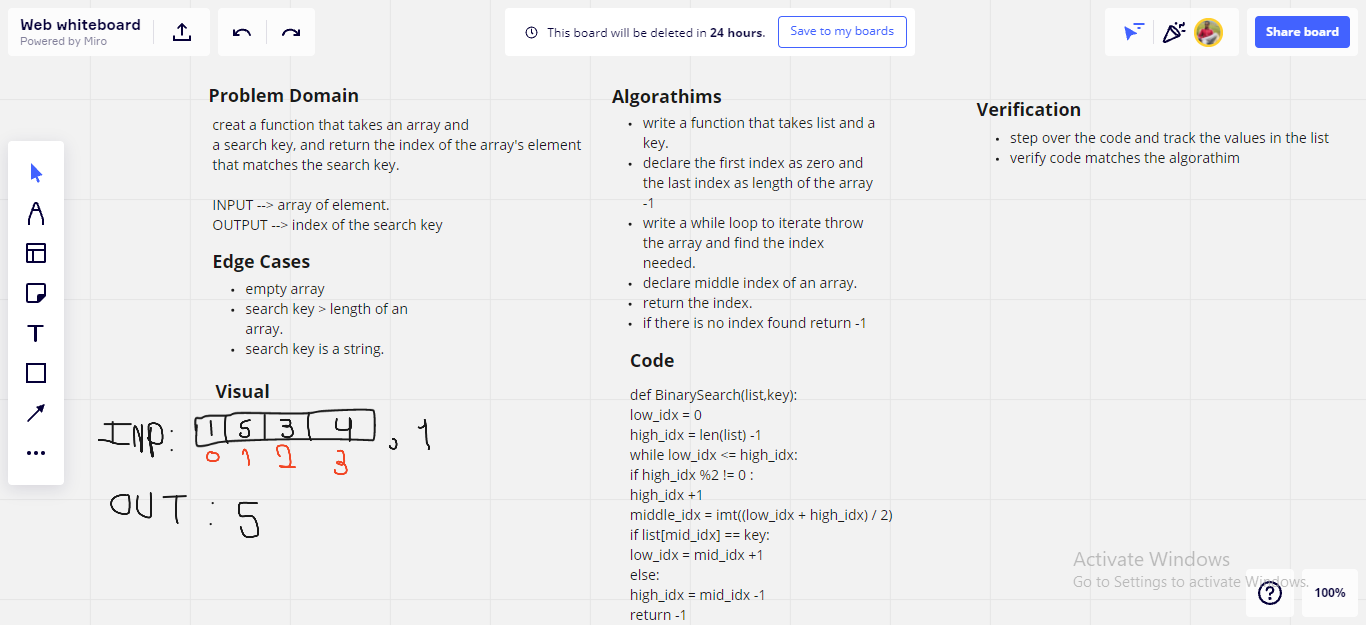 Web whiteboard
Powered by Miro
This board will be deleted in 24 hours.
Save to my boards
Share board
Problem Domain
creat a function that takes an array and
a search key, and return the index of the array's element
that matches the search key.
INPUT --> array of element.
OUTPUT --> index of the search key
Edge Cases
• empty array
• search key > length of an
array.
• search key is a string.
Visual
INP: 1 5 3 4 , 1
0 1 2 3
OUT : 5
Algorathims
• write a function that takes list and a
key.
• declare the first index as zero and
the last index as length of the array
-1
• write a while loop to iterate throw
the array and find the index
needed.
• declare middle index of an array.
• return the index.
• if there is no index found return -1
Code
def BinarySearch(list,key):
low_idx = 0
high_idx = len(list) -1
while low_idx <= high_idx:
if high_idx %2 != 0 :
high_idx +1
middle_idx = imt((low_idx + high_idx) / 2)
if list[mid_idx] == key:
low_idx = mid_idx +1
else:
high_idx = mid_idx -1
return -1
Verification
• step over the code and track the values in the list
• verify code matches the algorathim
T
Activate Windows
Go to Settings to activate Windows.
?
100%